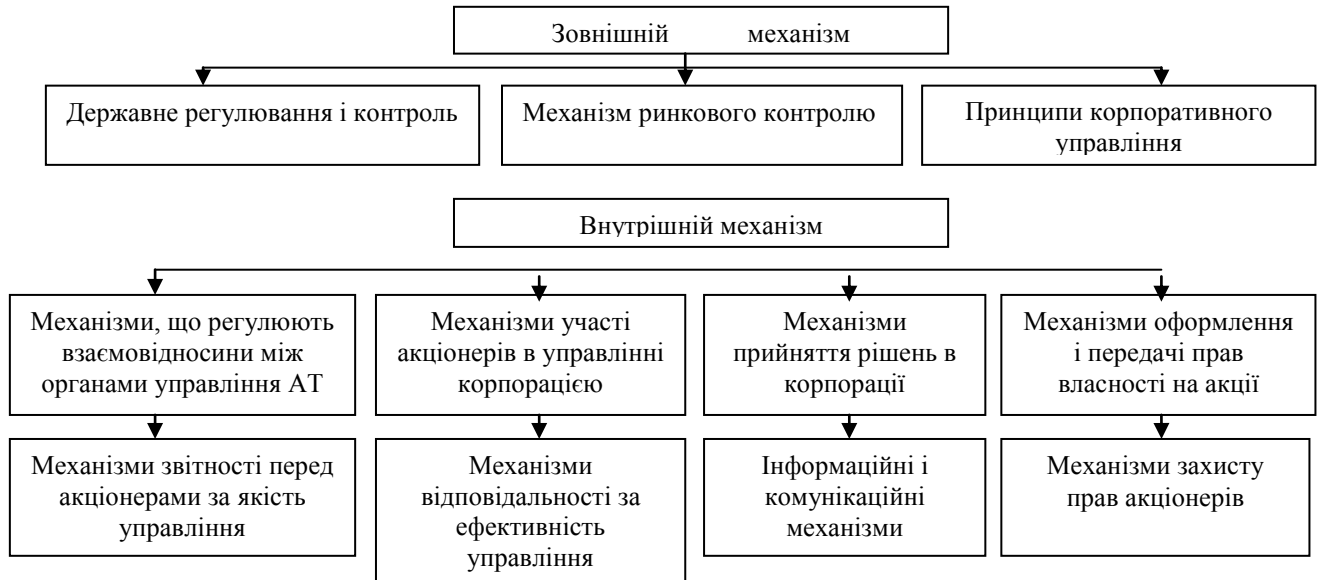 Зовнішній механізм
Державне регулювання і контроль
Механізм ринкового контролю
Принципи корпоративного
управління
Внутрішній механізм
Механізми, що регулюють
взаємовідносини між
органами управління АТ
Механізми участі
акціонерів в управлінні
корпорацією
Механізми
прийняття рішень в
корпорації
Механізми оформлення
і передачі прав
власності на акції
Механізми звітності перед
акціонерами за якість
управління
Механізми
відповідальності за
ефективність
управління
Інформаційні і
комунікаційні
механізми
Механізми захисту
прав акціонерів